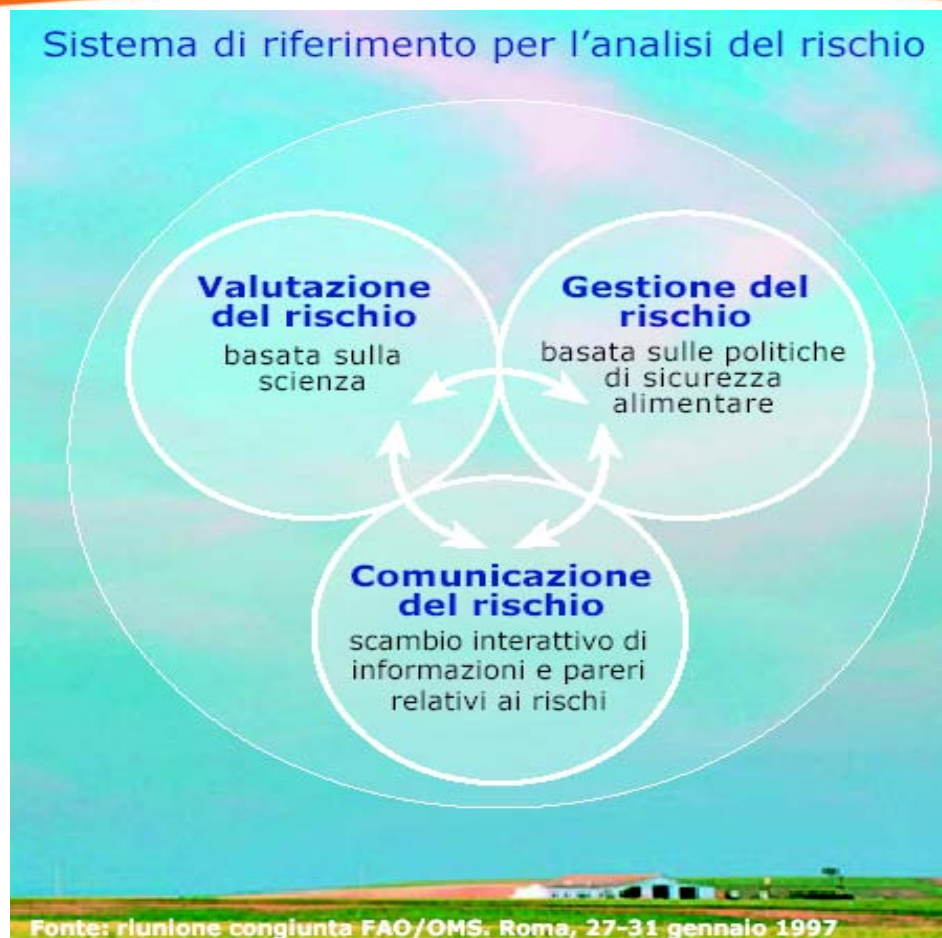 Sistema di riferimento per l'analisi del rischio
Valutazione
del rischio
basata sulla
scienza
Gestione del
rischio
basata sulle politiche
di sicurezza
alimentare
Comunicazione
del rischio
scambio interattivo di
informazioni e pareri
relativi ai rischi
Fonte: riunione congiunta FAO/OMS. Roma, 27-31 gennaio 1997